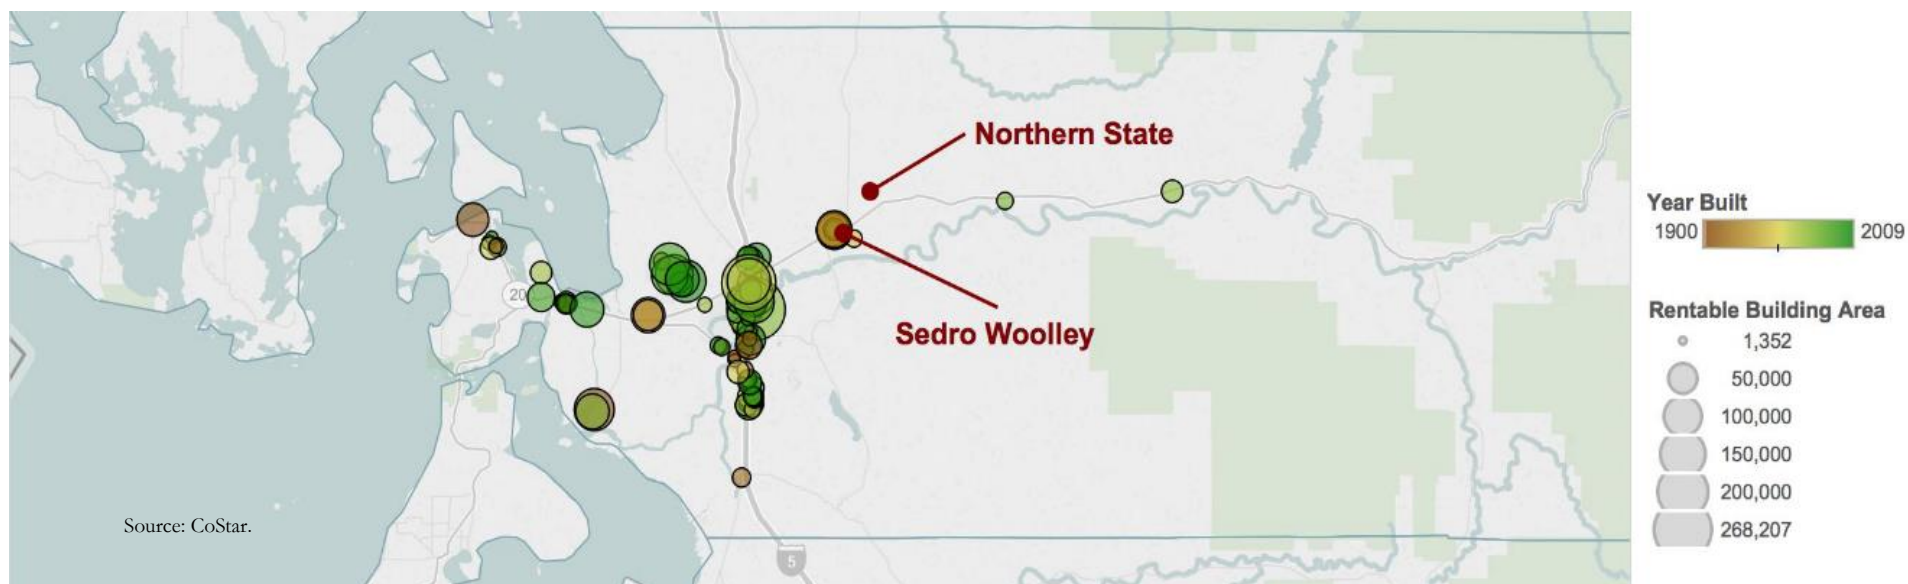 Northern State
Sedro Woolley
20
5
Source: CoStar.
Year Built
1900 2009
Rentable Building Area
1,352
50,000
100,000
150,000
200,000
268,207